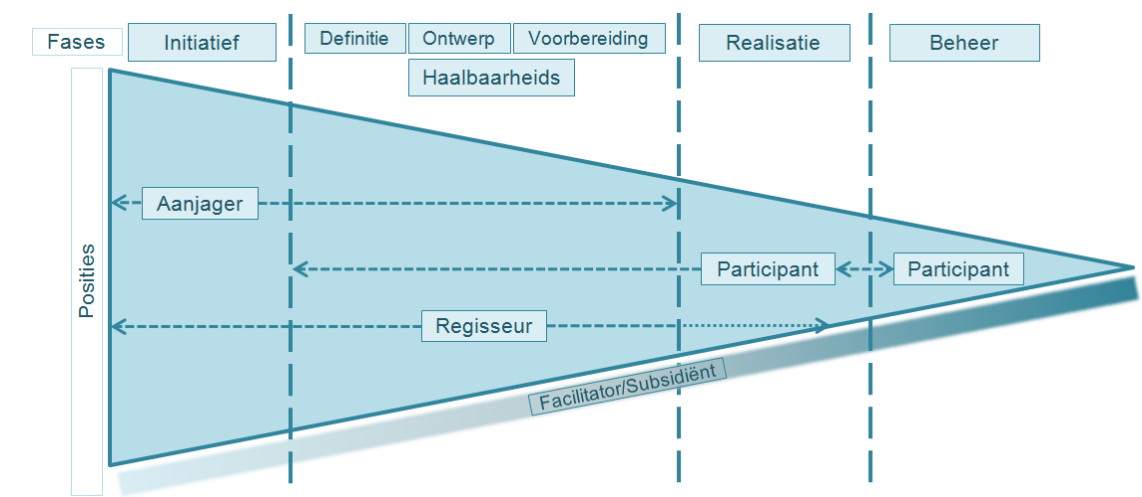 Fases
Initiatief
Definitie
Ontwerp
Voorbereiding
Realisatie
Beheer
Haalbaarheids
Posities
Aanjager
Participant
Participant
Regisseur
Facilitator/Subsidiënt